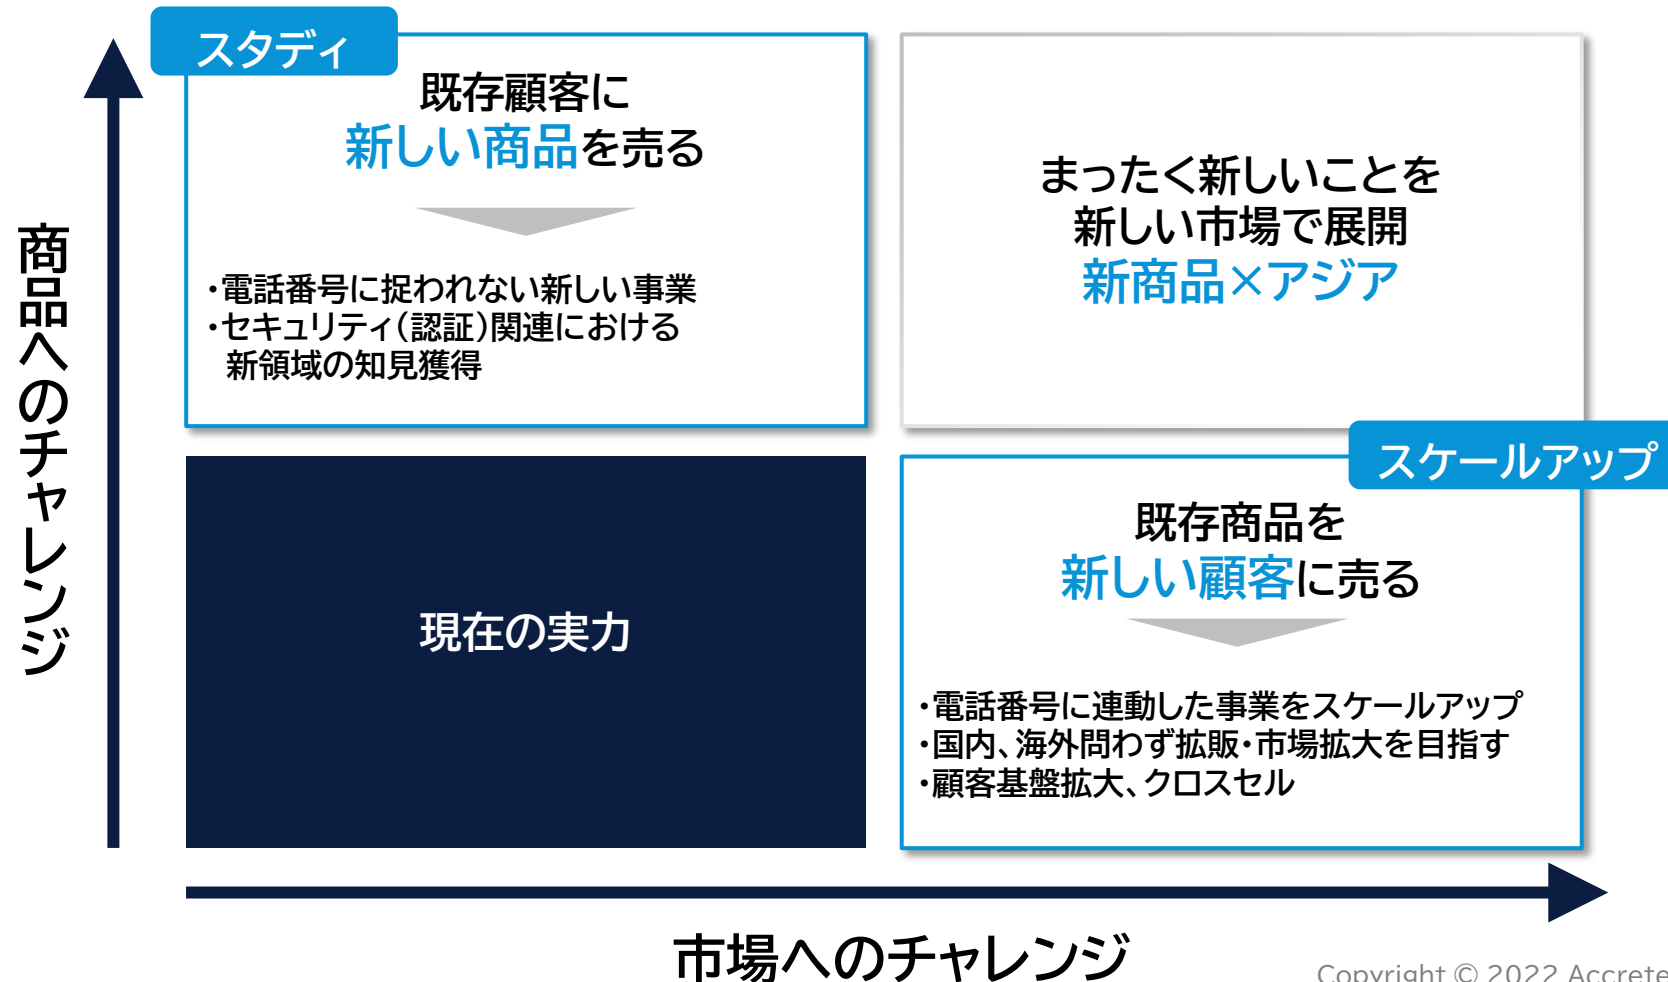 スタディ
既存顧客に
新しい商品を売る
・電話番号に捉われない新しい事業
・セキュリティ(認証)関連における
新領域の知見獲得
まったく新しいことを
新しい市場で展開
新商品×アジア
商品へのチャレンジ
現在の実力
スケールアップ
既存商品を
新しい顧客に売る
・電話番号に連動した事業をスケールアップ
・国内、海外問わず拡販・市場拡大を目指す
・顧客基盤拡大、クロスセル
市場へのチャレンジ
Copyright © 2022 Accrete